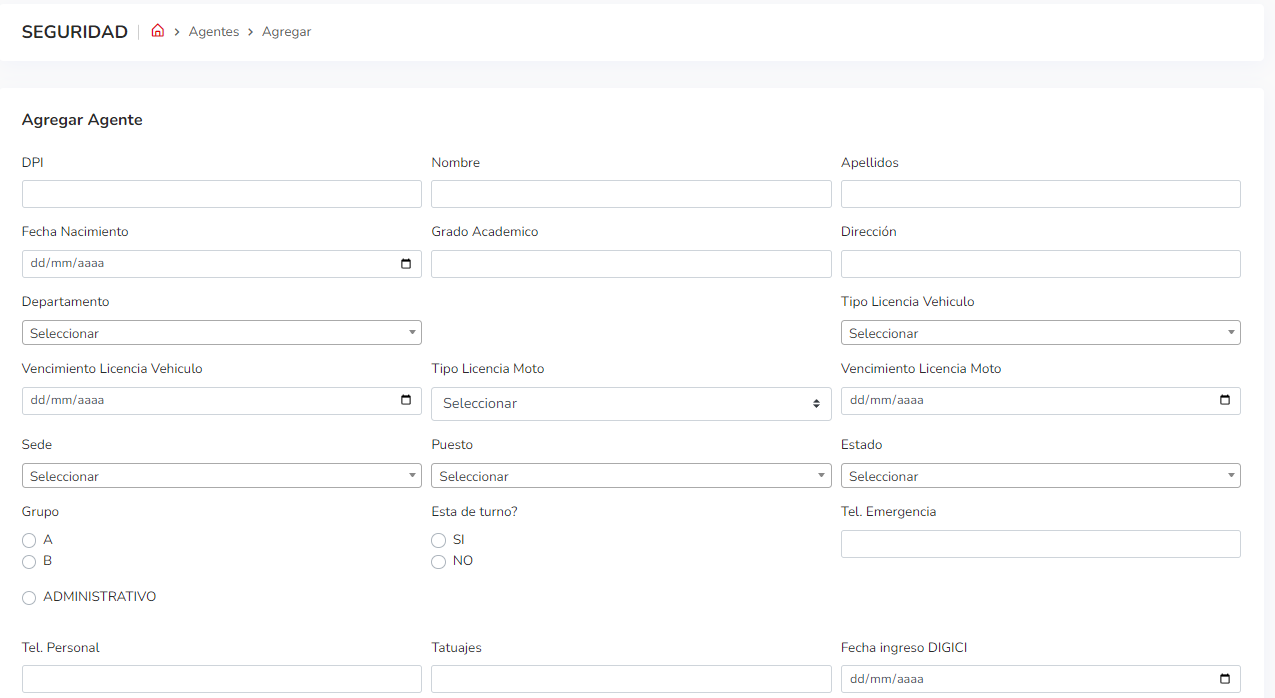 SEGURIDAD Agentes Agregar
Agregar Agente
DPI Nombre Apellidos
Fecha Nacimiento Grado Academico Dirección
dd/mm/aaaa
Departamento Tipo Licencia Vehiculo
Seleccionar Seleccionar
Vencimiento Licencia Vehiculo Tipo Licencia Moto Vencimiento Licencia Moto
dd/mm/aaaa Seleccionar dd/mm/aaaa
Sede Puesto Estado
Seleccionar Seleccionar Seleccionar
Grupo Esta de turno? Tel. Emergencia
A SI
B NO
ADMINISTRATIVO
Tel. Personal Tatuajes Fecha ingreso DIGICI
dd/mm/aaaa